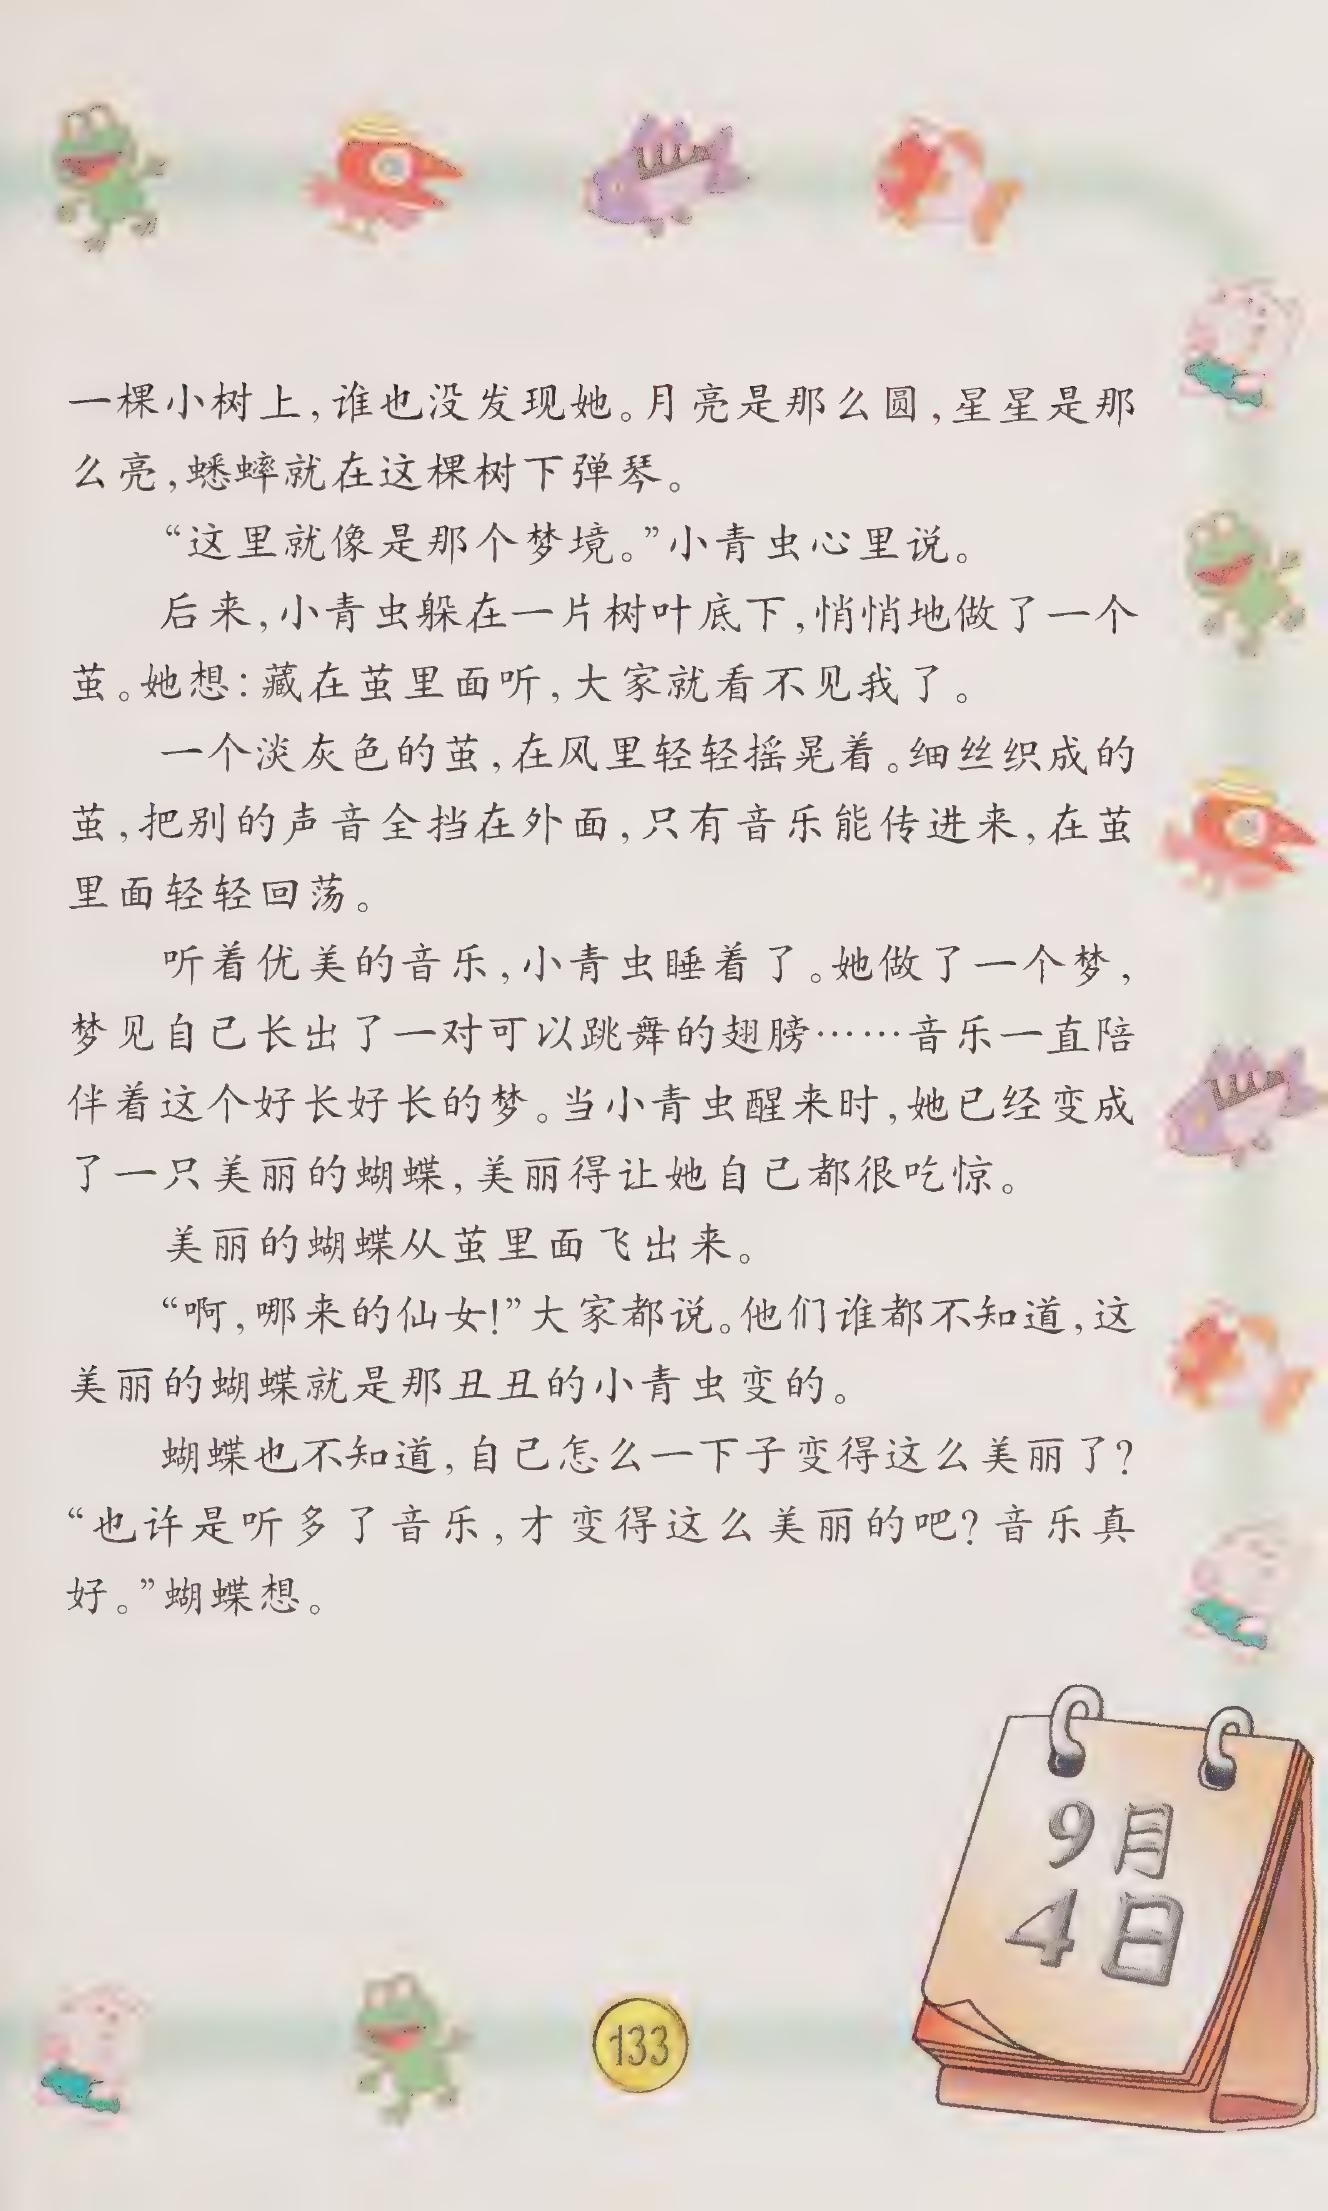 一棵小树上,谁也没发现她。月亮是那么圆,星星是那
么亮,蟋蟀就在这棵树下弹琴。
“这里就像是那个梦境。”小青虫心里说。
后来,小青虫躲在一片树叶底下,悄悄地做了一个
茧。她想:藏在茧里面听,大家就看不见我了。
一个淡灰色的茧,在风里轻轻摇晃着。细丝织成的
茧,把别的声音全挡在外面,只有音乐能传进来,在茧
里面轻轻回荡。
听着优美的音乐,小青虫睡着了。她做了一个梦,
梦见自己长出了一对可以跳舞的翅膀……音乐一直陪
伴着这个好长好长的梦。当小青虫醒来时,她已经变成
了一只美丽的蝴蝶,美丽得让她自己都很吃惊。
美丽的蝴蝶从茧里面飞出来。
“啊,哪来的仙女!”大家都说。他们谁都不知道,这
美丽的蝴蝶就是那丑丑的小青虫变的。
蝴蝶也不知道,自己怎么一下子变得这么美丽了?
“也许是听多了音乐,才变得这么美丽的吧?音乐真
好。”蝴蝶想。
9月
4日
133